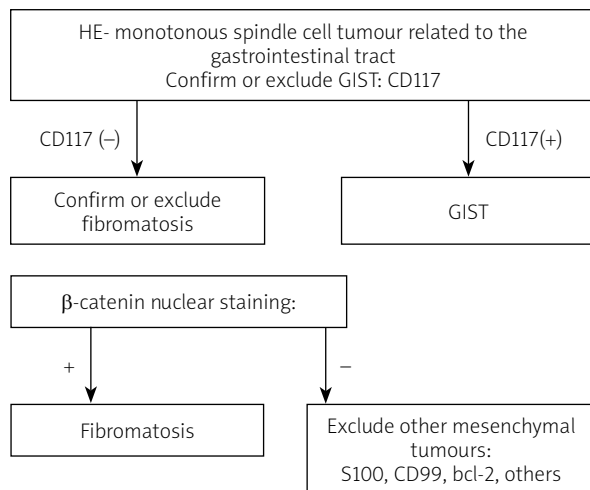 HE- monotonous spindle cell tumour related to the
gastrointestinal tract
Confirm or exclude GIST: CD117
CD117 (–)
CD117(+)
Confirm or exclude
fibromatosis
GIST
β-catenin nuclear staining:
+
–
Fibromatosis
Exclude other mesenchymal
tumours:
S100, CD99, bcl-2, others